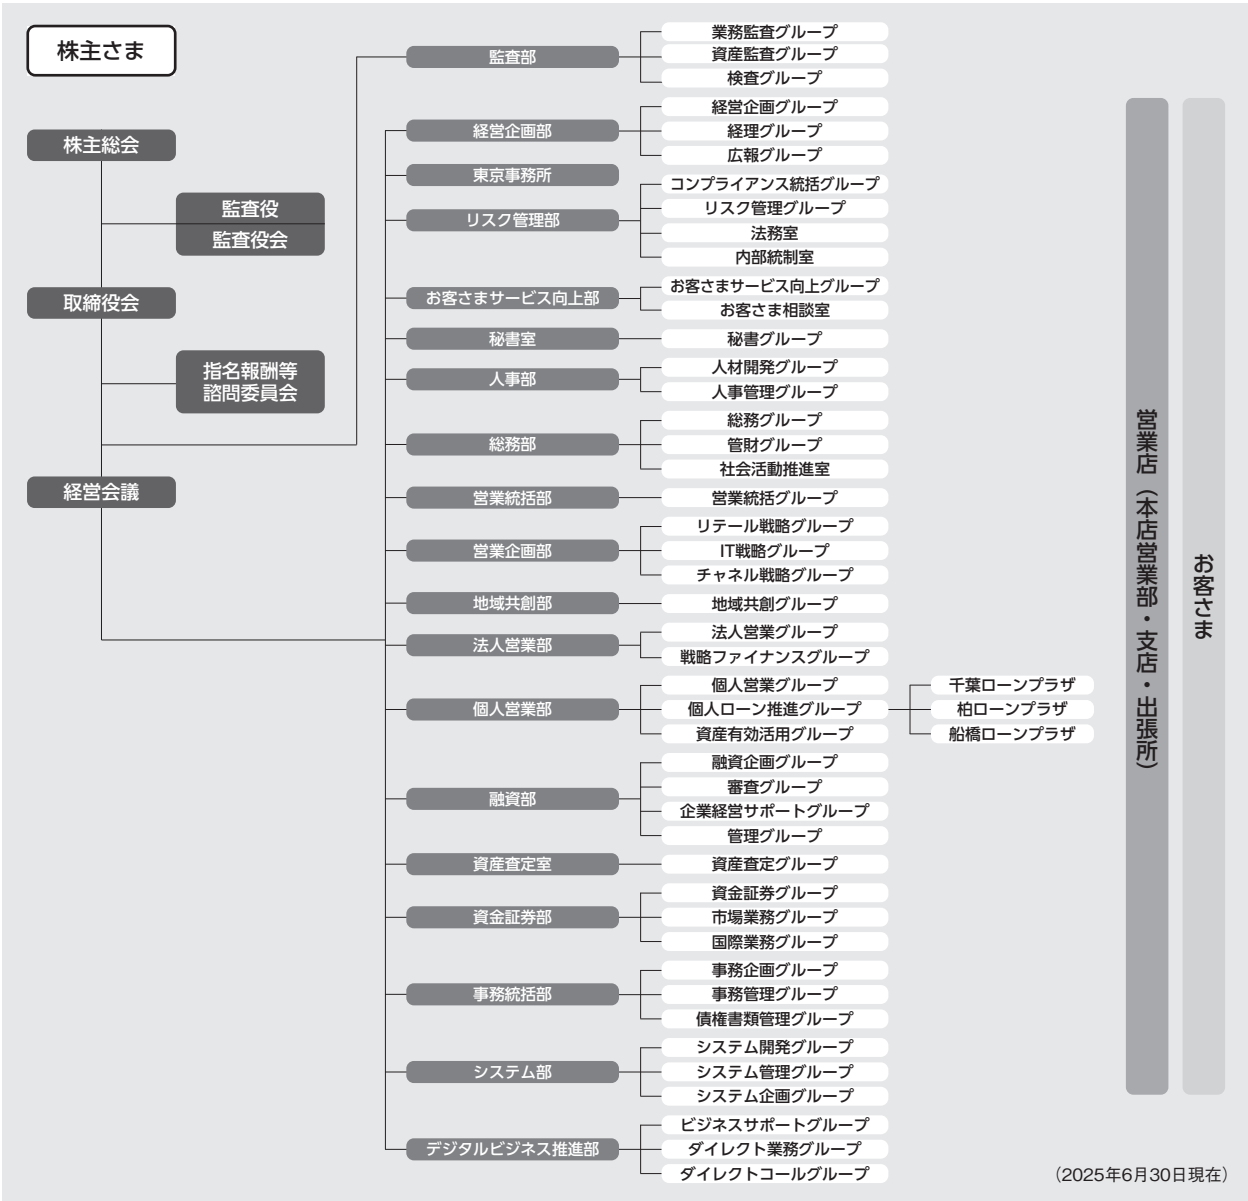 株主さま
株主総会
監査役
監査役会
取締役会
指名報酬等
諮問委員会
経営会議
監査部
業務監査グループ
資産監査グループ
検査グループ
経営企画部
経営企画グループ
経理グループ
広報グループ
東京事務所
リスク管理部
コンプライアンス統括グループ
リスク管理グループ
法務室
内部統制室
お客さまサービス向上部
お客さまサービス向上グループ
お客さま相談室
秘書室
秘書グループ
人事部
人材開発グループ
人事管理グループ
総務部
総務グループ
管財グループ
社会活動推進室
営業統括部
営業統括グループ
営業企画部
リテール戦略グループ
IT戦略グループ
チャネル戦略グループ
地域共創部
地域共創グループ
法人営業部
法人営業グループ
戦略ファイナンスグループ
個人営業部
個人営業グループ
個人ローン推進グループ
資産有効活用グループ
千葉ローンプラザ
柏ローンプラザ
船橋ローンプラザ
融資部
融資企画グループ
審査グループ
企業経営サポートグループ
管理グループ
資産査定室
資産査定グループ
資金証券部
資金証券グループ
市場業務グループ
国際業務グループ
事務統括部
事務企画グループ
事務管理グループ
債権書類管理グループ
システム部
システム開発グループ
システム管理グループ
システム企画グループ
デジタルビジネス推進部
ビジネスサポートグループ
ダイレクト業務グループ
ダイレクトコールグループ
営業店（本店営業部・支店・出張所）
お客さま
（2025年6月30日現在）